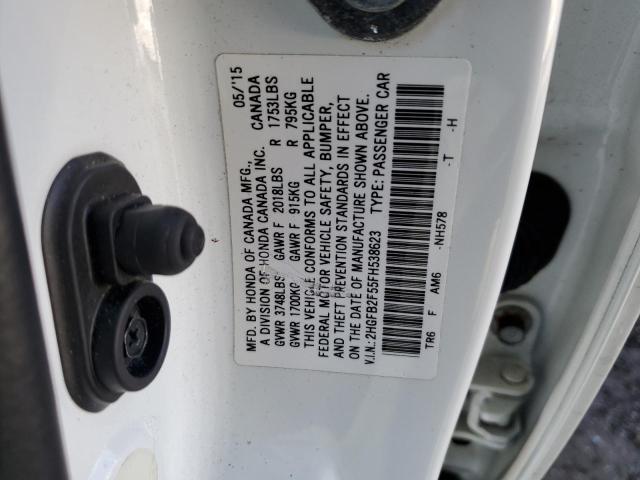 MFD. BY HONDA OF CANADA MFG., 05/'15
A DIVISION OF HONDA CANADA INC. CANADA
GVWR 3748LBS GAWR F 2018LBS R 1753LBS
GVWR 1700KG GAWR F 915KG R 795KG
THIS VEHICLE CONFORMS TO ALL APPLICABLE
FEDERAL MOTOR VEHICLE SAFETY, BUMPER,
AND THEFT PREVENTION STANDARDS IN EFFECT
ON THE DATE OF MANUFACTURE SHOWN ABOVE.
V.I.N.: 2HGFB2F55FH538623 TYPE: PASSENGER CAR
TR6 F AM6 -NH578 -T -H